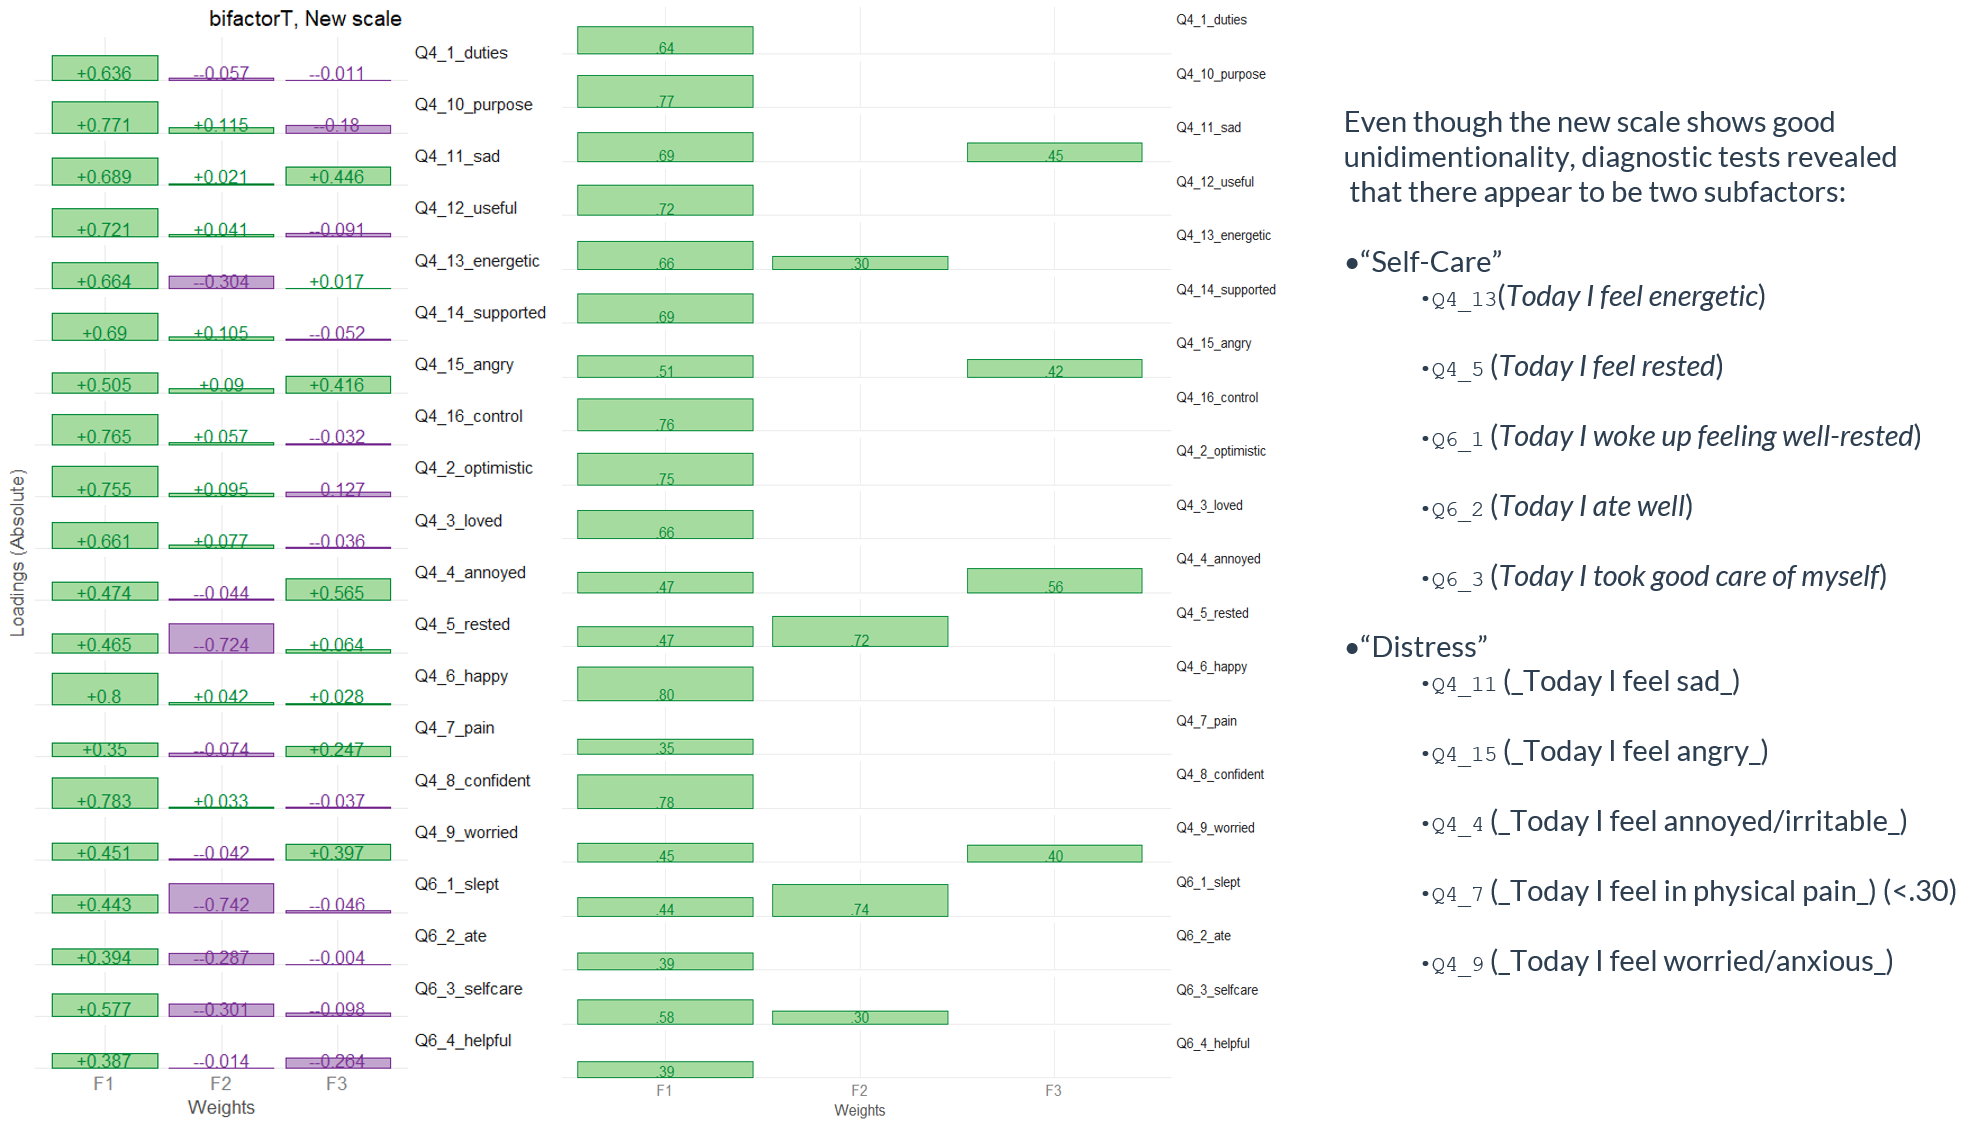 bifactorT, New scale
Loadings (Absolute)
+0.636 --0.057 --0.011 Q4_1_duties
+0.771 +0.115 --0.18 Q4_10_purpose
+0.689 +0.021 +0.446 Q4_11_sad
+0.721 +0.041 --0.091 Q4_12_useful
+0.664 --0.304 +0.017 Q4_13_energetic
+0.69 +0.105 --0.052 Q4_14_supported
+0.505 +0.09 +0.416 Q4_15_angry
+0.765 +0.057 --0.032 Q4_16_control
+0.755 +0.095 --0.127 Q4_2_optimistic
+0.661 +0.077 --0.036 Q4_3_loved
+0.474 --0.044 +0.565 Q4_4_annoyed
+0.465 --0.724 +0.064 Q4_5_rested
+0.8 +0.042 +0.028 Q4_6_happy
+0.35 --0.074 +0.247 Q4_7_pain
+0.783 +0.033 --0.037 Q4_8_confident
+0.451 --0.042 +0.397 Q4_9_worried
+0.443 --0.742 --0.046 Q6_1_slept
+0.394 --0.287 --0.004 Q6_2_ate
+0.577 --0.301 --0.098 Q6_3_selfcare
+0.387 --0.014 --0.264 Q6_4_helpful
F1 F2 F3
Weights
.64 Q4_1_duties
.77 Q4_10_purpose
.69 .45 Q4_11_sad
.72 Q4_12_useful
.66 .30 Q4_13_energetic
.69 Q4_14_supported
.51 .42 Q4_15_angry
.76 Q4_16_control
.75 Q4_2_optimistic
.66 Q4_3_loved
.47 .56 Q4_4_annoyed
.47 .72 Q4_5_rested
.80 Q4_6_happy
.35 Q4_7_pain
.78 Q4_8_confident
.45 .40 Q4_9_worried
.44 .74 Q6_1_slept
.39 Q6_2_ate
.58 .30 Q6_3_selfcare
.39 Q6_4_helpful
F1 F2 F3
Weights
Even though the new scale shows good
unidimentionality, diagnostic tests revealed
that there appear to be two subfactors:
•“Self-Care”
•Q4_13(Today I feel energetic)
•Q4_5 (Today I feel rested)
•Q6_1 (Today I woke up feeling well-rested)
•Q6_2 (Today I ate well)
•Q6_3 (Today I took good care of myself)
•“Distress”
•Q4_11 (_Today I feel sad_)
•Q4_15 (_Today I feel angry_)
•Q4_4 (_Today I feel annoyed/irritable_)
•Q4_7 (_Today I feel in physical pain_) (<.30)
•Q4_9 (_Today I feel worried/anxious_)